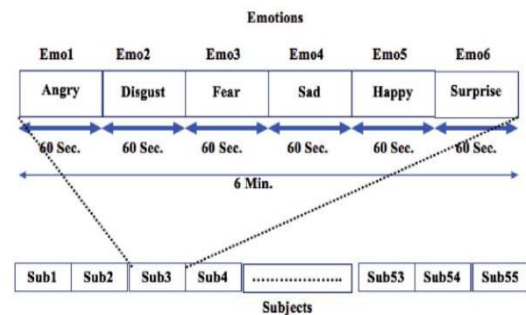 Emotions
Emo1 Emo2 Emo3 Emo4 Emo5 Emo6
Angry Disgust Fear Sad Happy Surprise
60 Sec. 60 Sec. 60 Sec. 60 Sec. 60 Sec. 60 Sec.
6 Min.
Sub1 Sub2 Sub3 Sub4 ..................... Sub53 Sub54 Sub55
Subjects